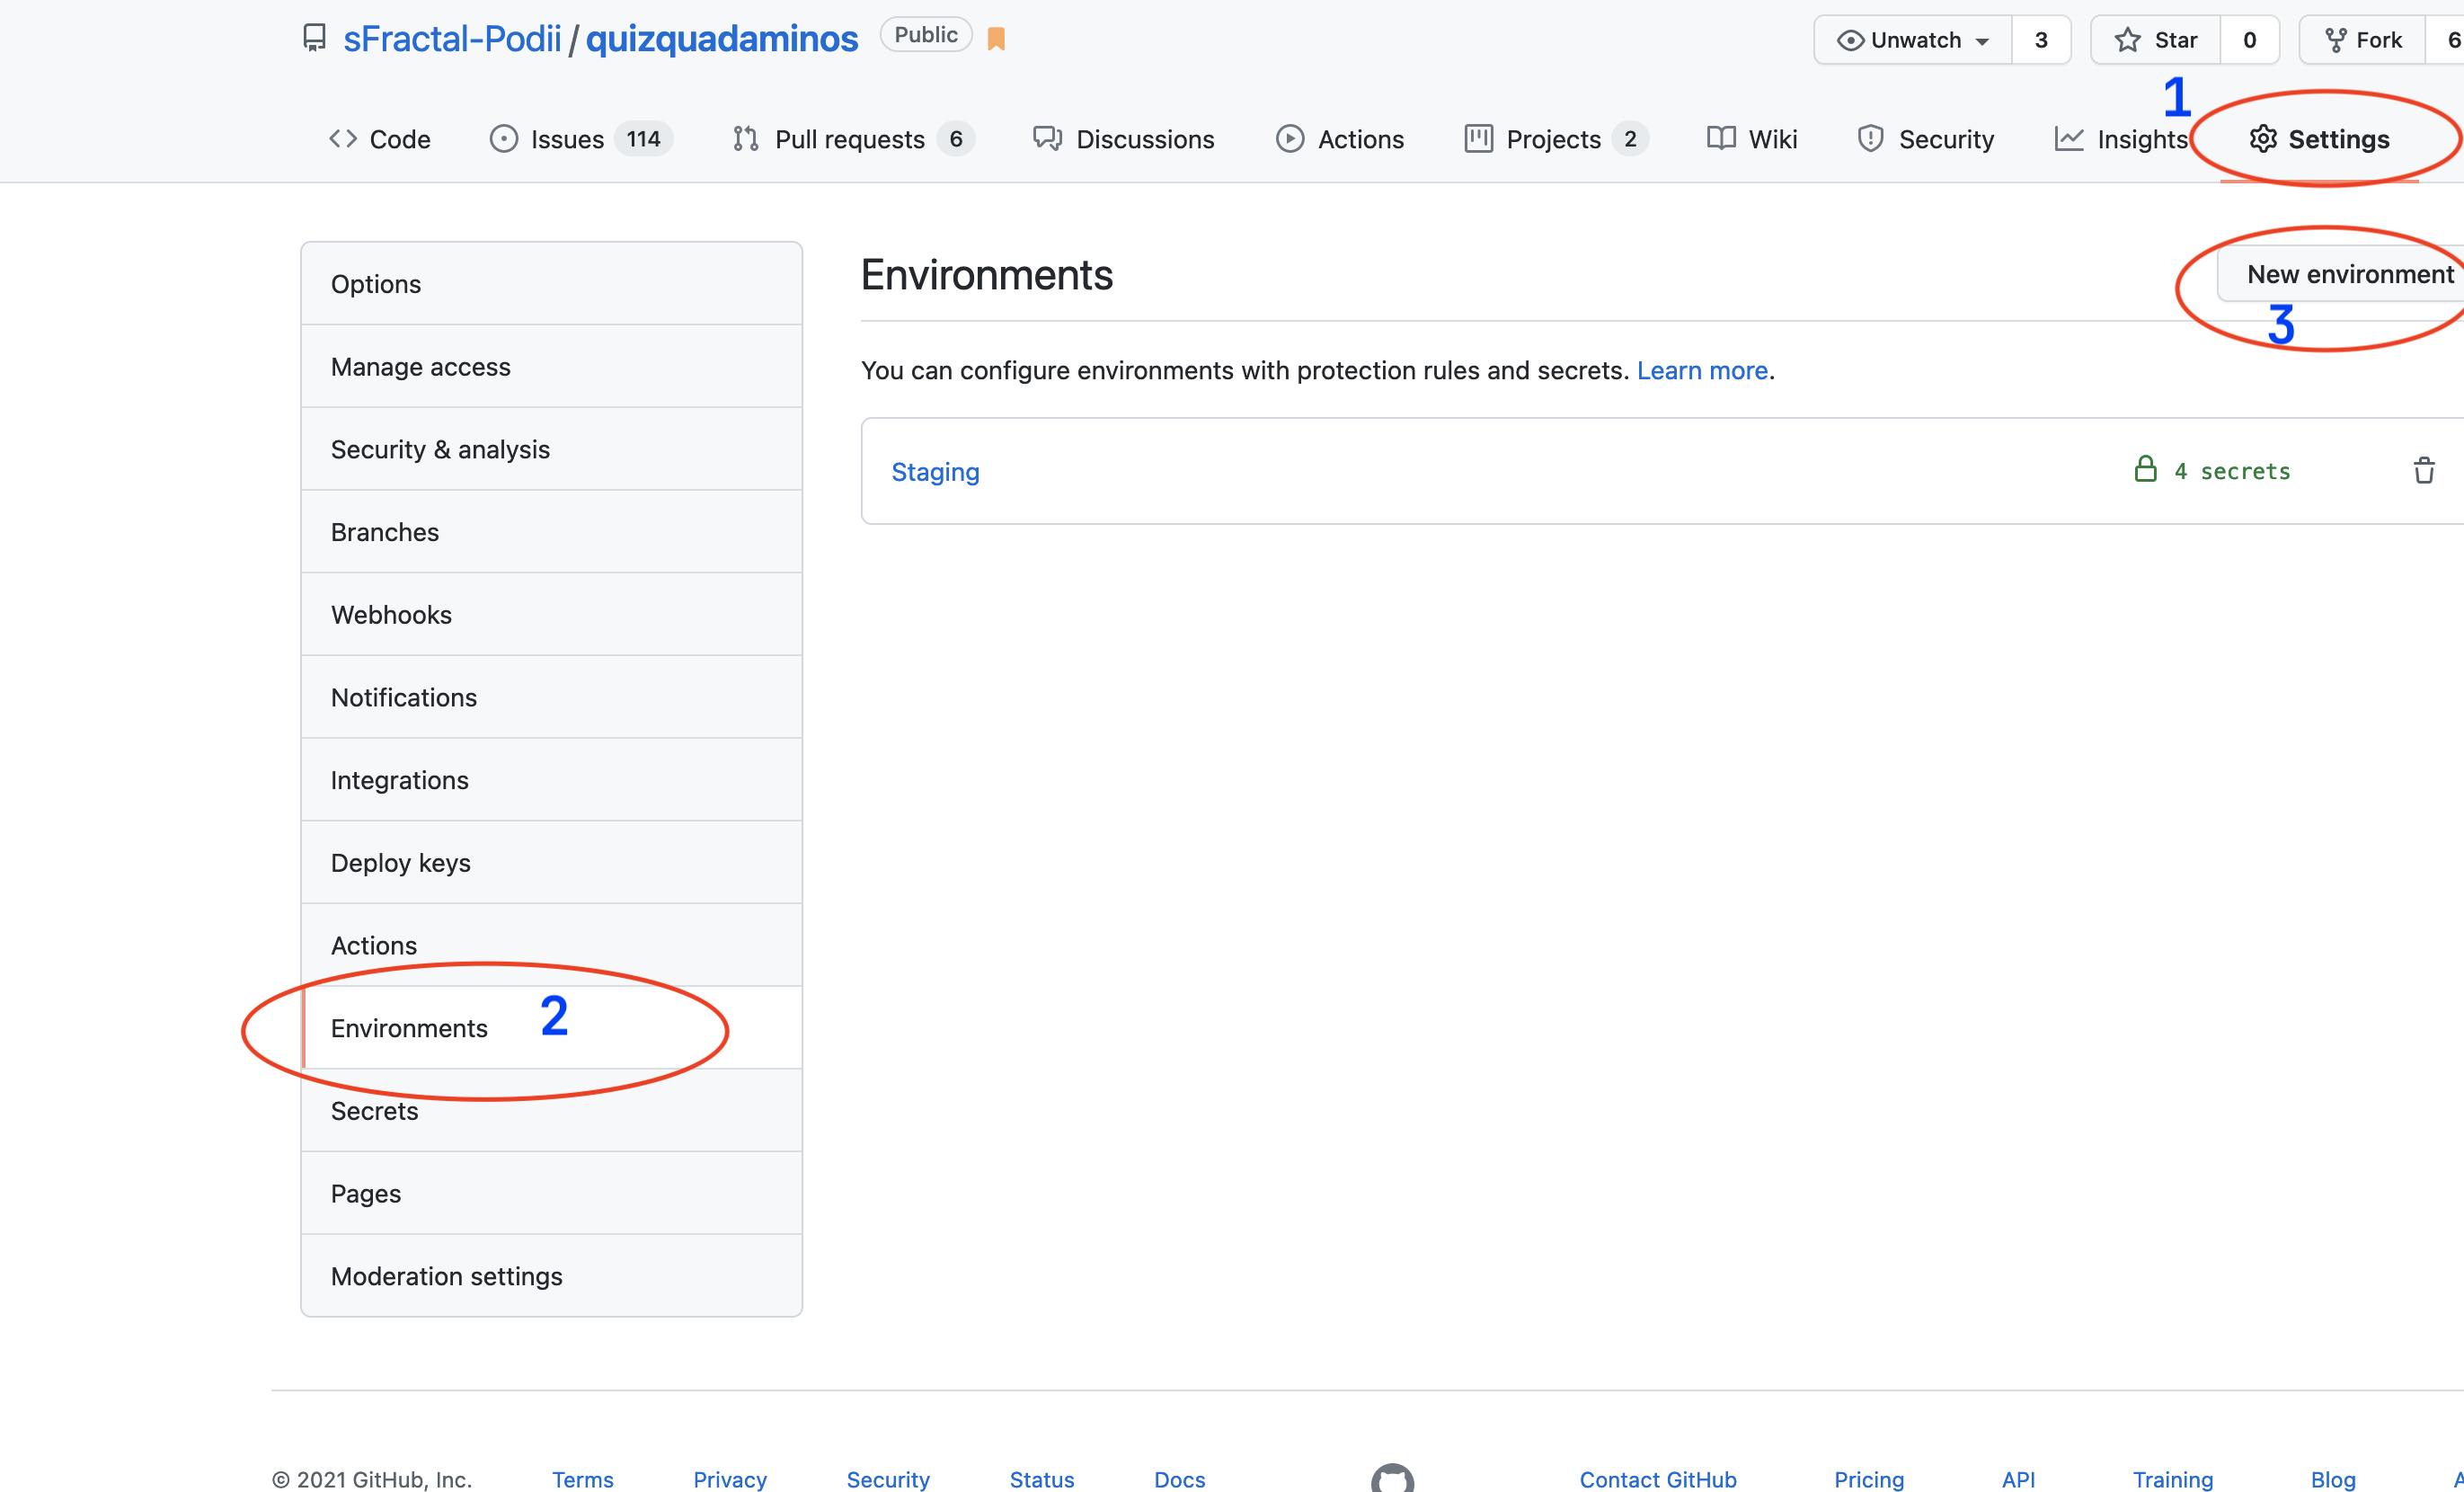 sFractal-Podii / quizquadaminos Public Unwatch 3 Star 0 Fork 6
1
Code Issues 114 Pull requests 6 Discussions Actions Projects 2 Wiki Security Insights Settings
Options
Manage access
Security & analysis
Branches
Webhooks
Notifications
Integrations
Deploy keys
Actions
Environments 2
Secrets
Pages
Moderation settings
Environments New environment
3
You can configure environments with protection rules and secrets. Learn more.
Staging 4 secrets
© 2021 GitHub, Inc. Terms Privacy Security Status Docs Contact GitHub Pricing API Training Blog